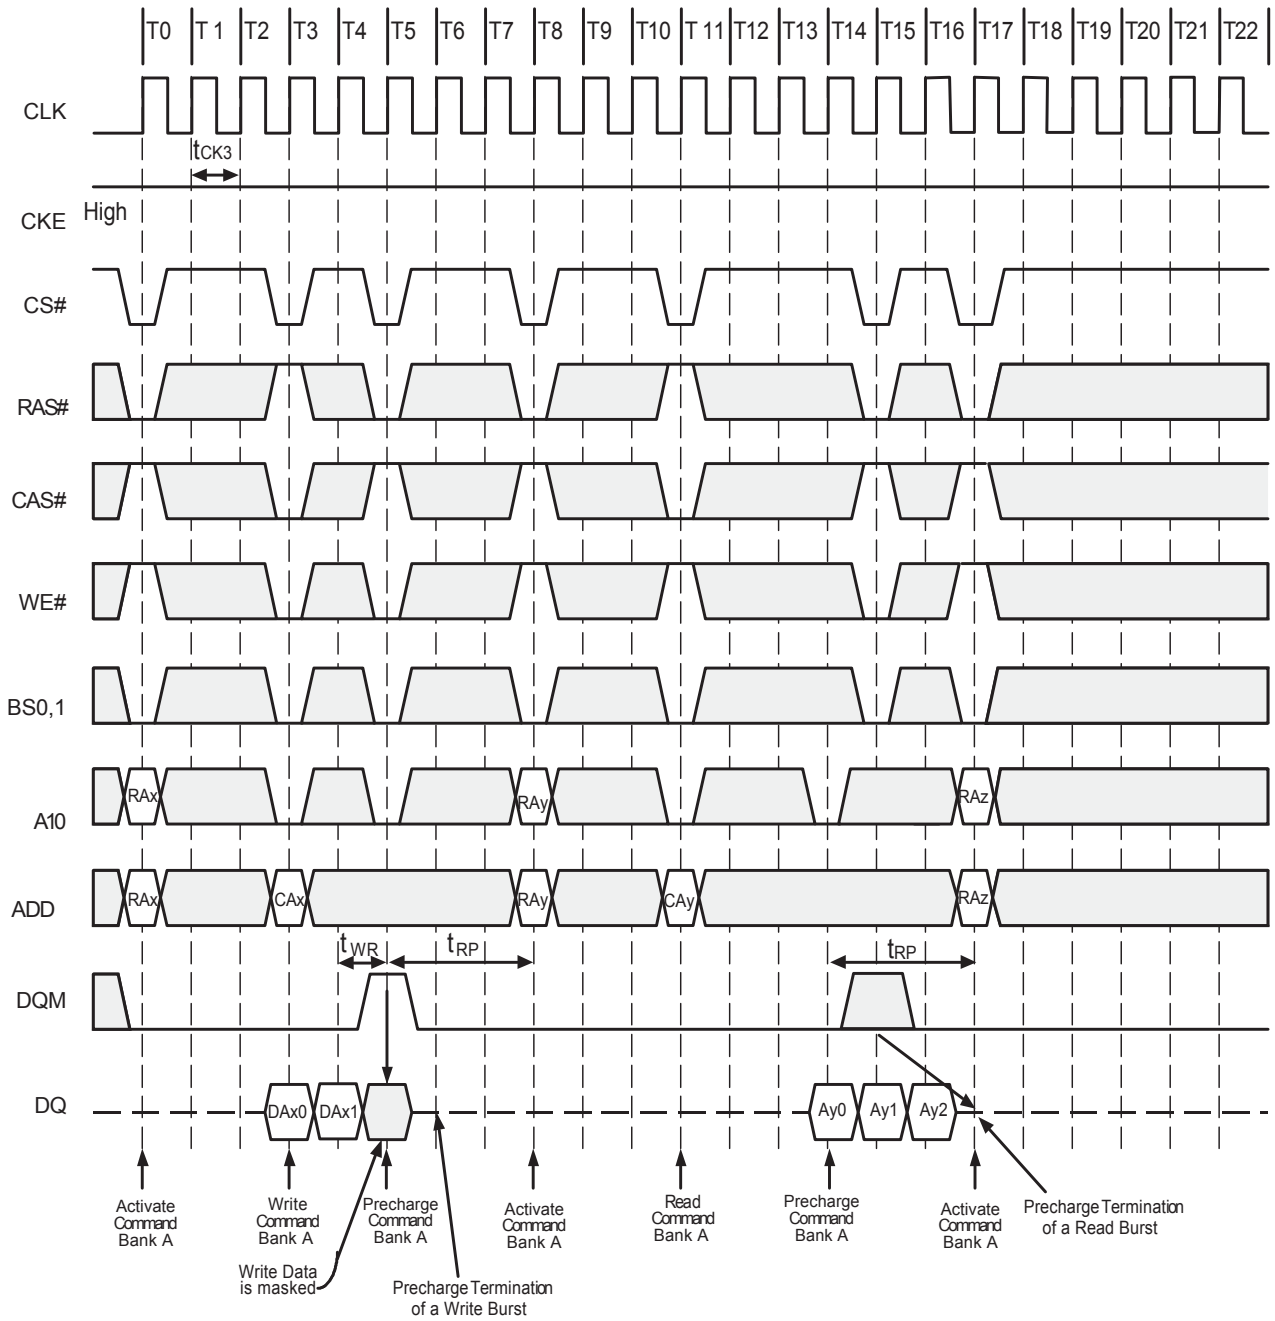 T0 T 1 T2 T3 T4 T5 T6 T7 T8 T9 T10 T 11 T12 T13 T14 T15 T16 T17 T18 T19 T20 T21 T22
CLK
tCK3
High
CKE
CS#
RAS#
CAS#
WE#
BS0,1
RAx RAy RAz
A10
RAx CAx RAy CAy RAz
ADD
tWR tRP tRP
DQM
DQ
DAx0 DAx1 Ay0 Ay1 Ay2
Activate
Command
Bank A
Write
Command
Bank A
Precharge
Command
Bank A
Activate
Command
Bank A
Read
Command
Bank A
Precharge
Command
Bank A
Activate
Command
Bank A
Precharge Termination
of a Read Burst
Write Data
is masked
Precharge Termination
of a Write Burst